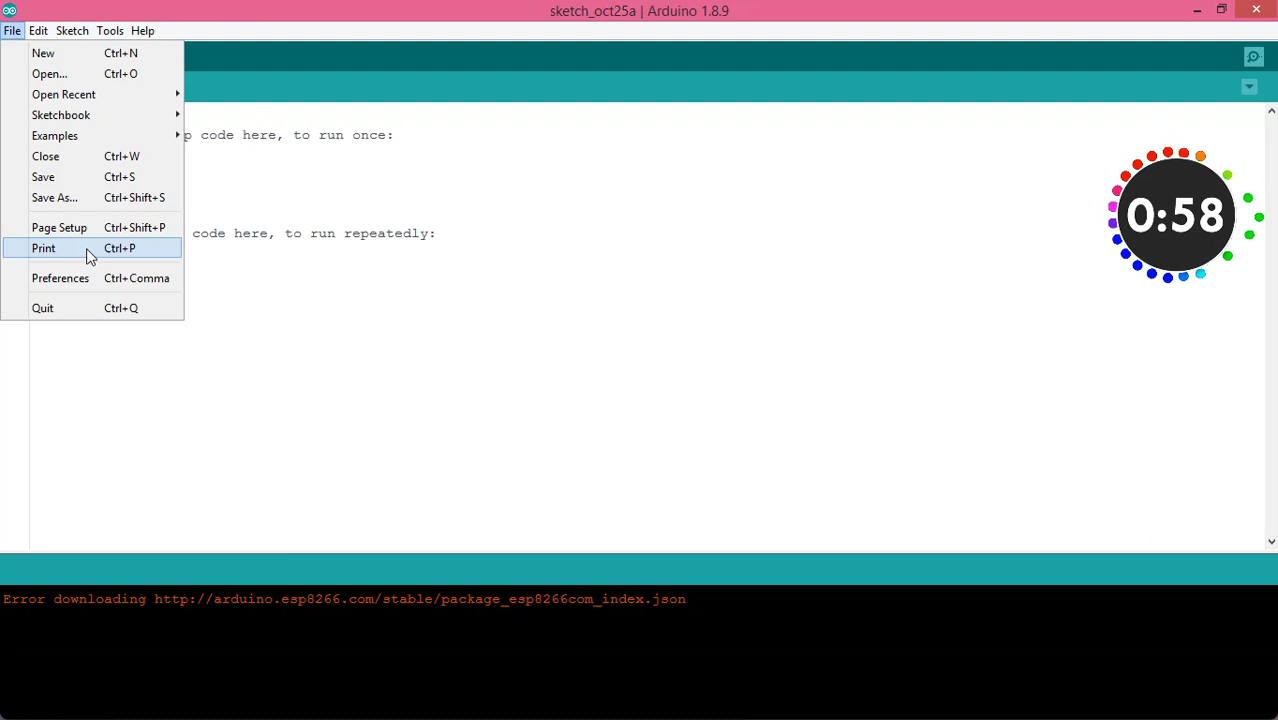 sketch_oct25a | Arduino 1.8.9
File Edit Sketch Tools Help
New Ctrl+N
Open... Ctrl+O
Open Recent
Sketchbook
Examples
Close Ctrl+W
Save Ctrl+S
Save As... Ctrl+Shift+S
Page Setup Ctrl+Shift+P
Print Ctrl+P
Preferences Ctrl+Comma
Quit Ctrl+Q
p code here, to run once:
code here, to run repeatedly:
0:58
Error downloading http://arduino.esp8266.com/stable/package_esp8266com_index.json